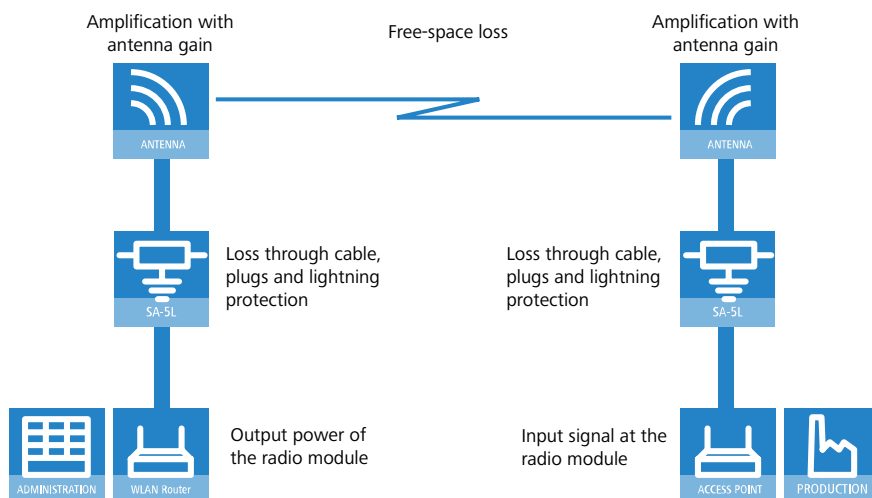 Amplification with
antenna gain
Free-space loss
Amplification with
antenna gain
ANTENNA
ANTENNA
Loss through cable,
plugs and lightning
protection
Loss through cable,
plugs and lightning
protection
SA-5L
SA-5L
Output power of
the radio module
Input signal at the
radio module
ADMINISTRATION
WLAN Router
ACCESS POINT
PRODUCTION